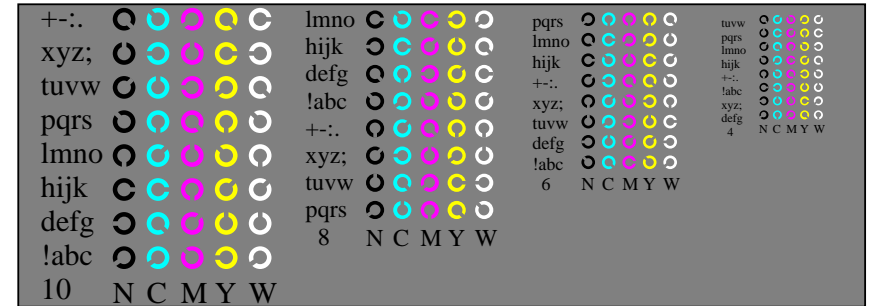 +-:.
xyz;
tuvw
pqrs
lmno
hijk
defg
!abc
10 N C M Y W
lmno
hijk
defg
!abc
+-:.
xyz;
tuvw
pqrs
8 N C M Y W
pqrs
lmno
hijk
+-:.
xyz;
tuvw
defg
!abc
6 N C M Y W
tuvw
pqrs
lmno
hijk
+-:.
!abc
xyz;
defg
4 N C M Y W